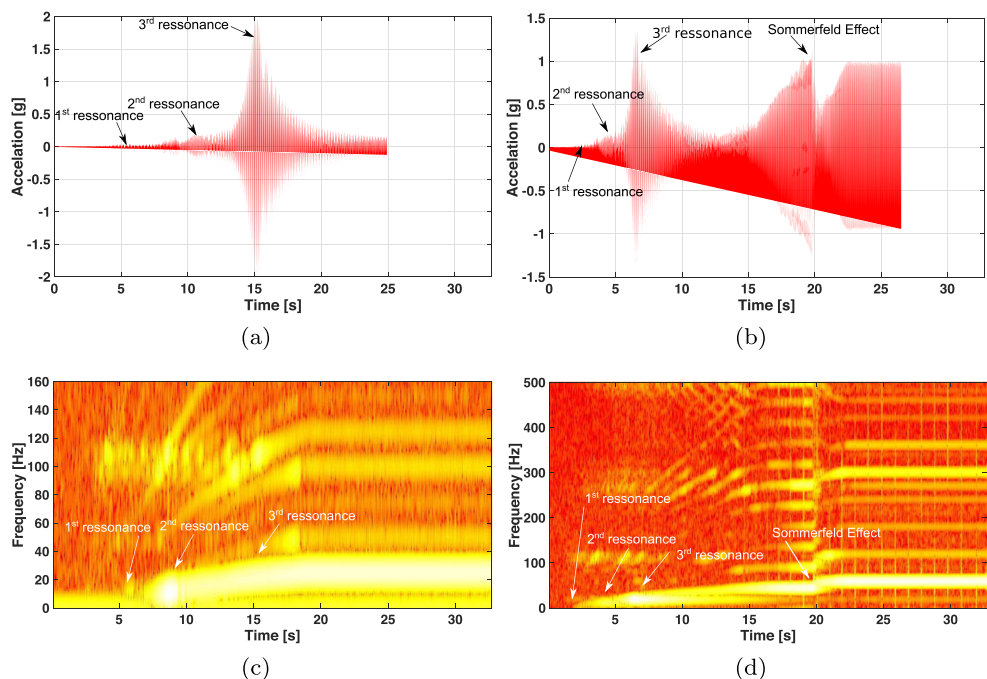 2
1.5
1
0.5
0
-0.5
-1
-1.5
-2
Accelation [g]
3rd ressonance
2nd ressonance
1st ressonance
0 5 10 15 20 25 30
Time [s]
(a)
1.5
1
0.5
0
-0.5
-1
1.5
Accelation [g]
Sommerfeld Effect
3rd ressonance
2nd ressonance
1st ressonance
0 5 10 15 20 25 30
Time [s]
(b)
160
140
120
100
80
60
40
20
0
Frequency [Hz]
1st ressonance
2nd ressonance
3rd ressonance
0 5 10 15 20 25 30
Time [s]
(c)
500
400
300
200
100
0
Frequency [Hz]
1st ressonance
2nd ressonance
3rd ressonance
Sommerfeld Effect
0 5 10 15 20 25 30
Time [s]
(d)